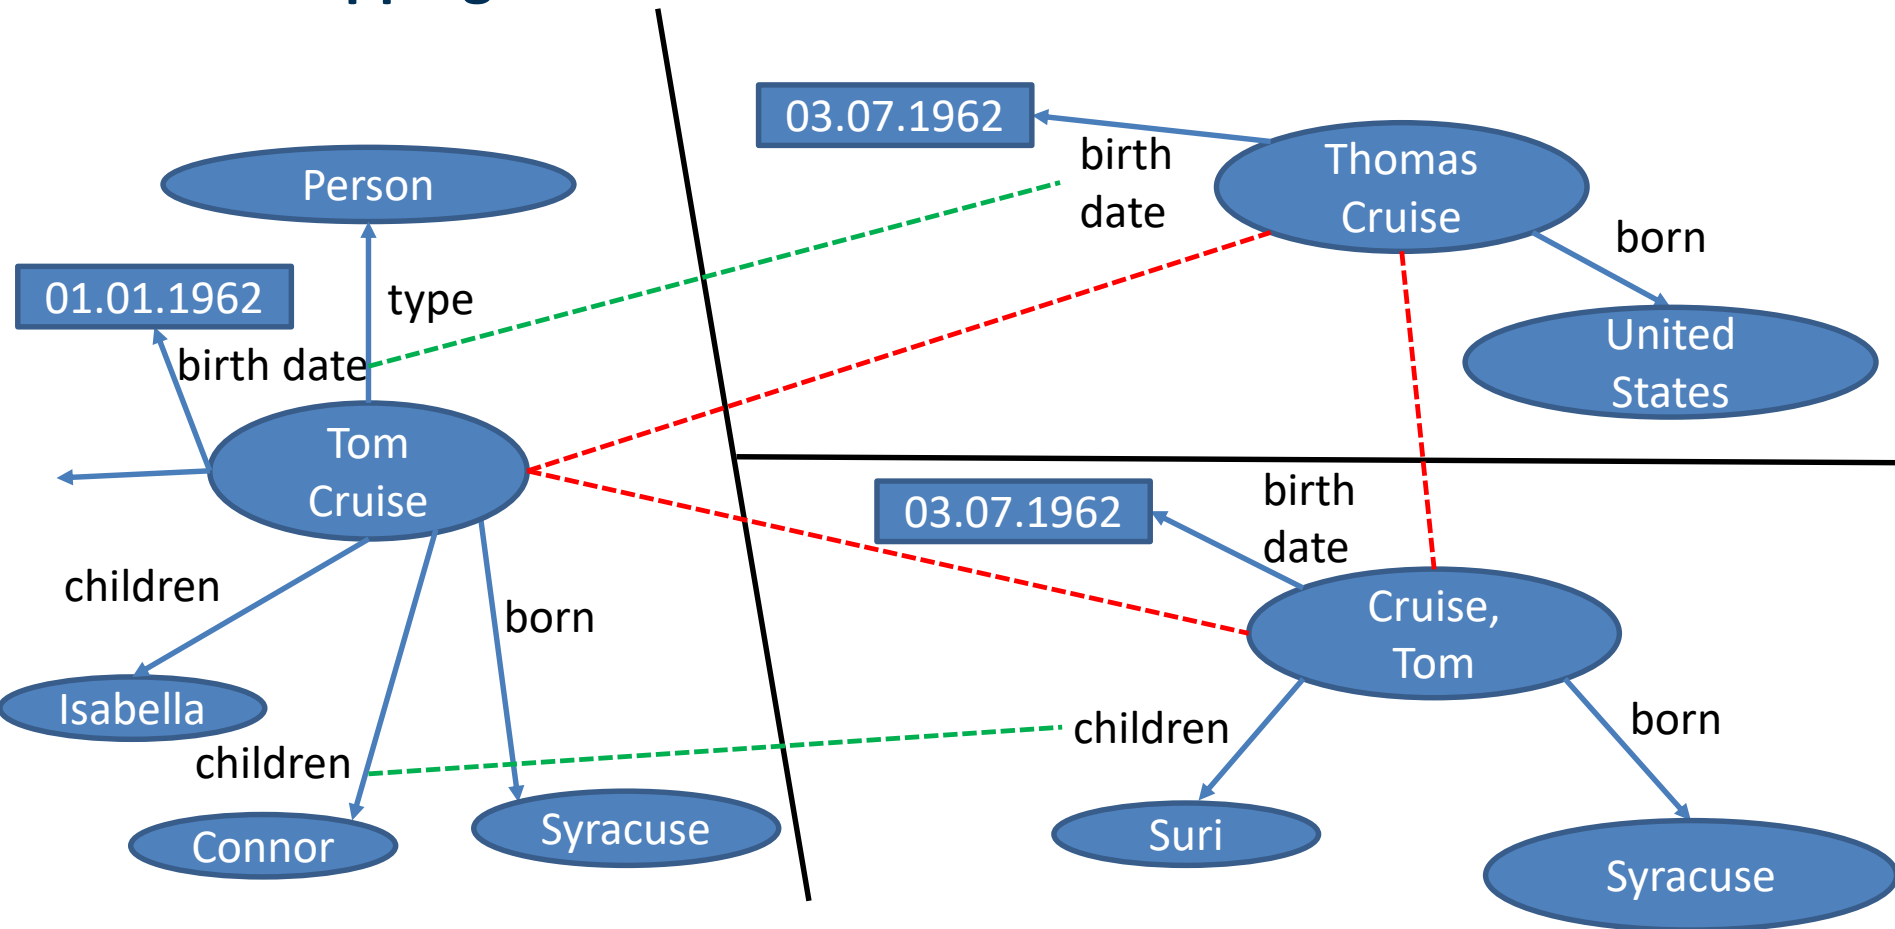 Person
01.01.1962
type
birth date
Tom
Cruise
children
born
Isabella
children
Connor
Syracuse
03.07.1962
birth
date
Thomas
Cruise
born
United
States
03.07.1962
birth
date
Cruise,
Tom
children
born
Suri
Syracuse